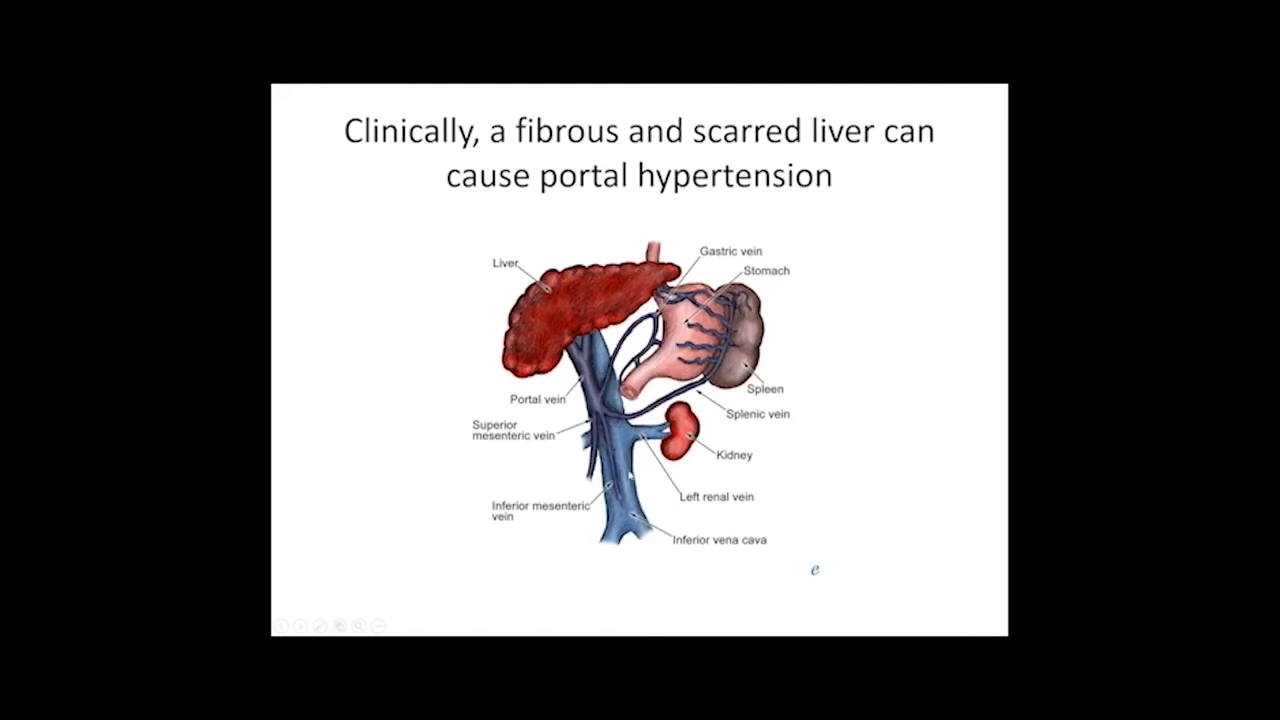 Clinically, a fibrous and scarred liver can
cause portal hypertension
Gastric vein
Liver
Stomach
Spleen
Portal vein
Splenic vein
Superior
mesenteric vein
Kidney
Left renal vein
Inferior mesenteric
vein
Inferior vena cava
e